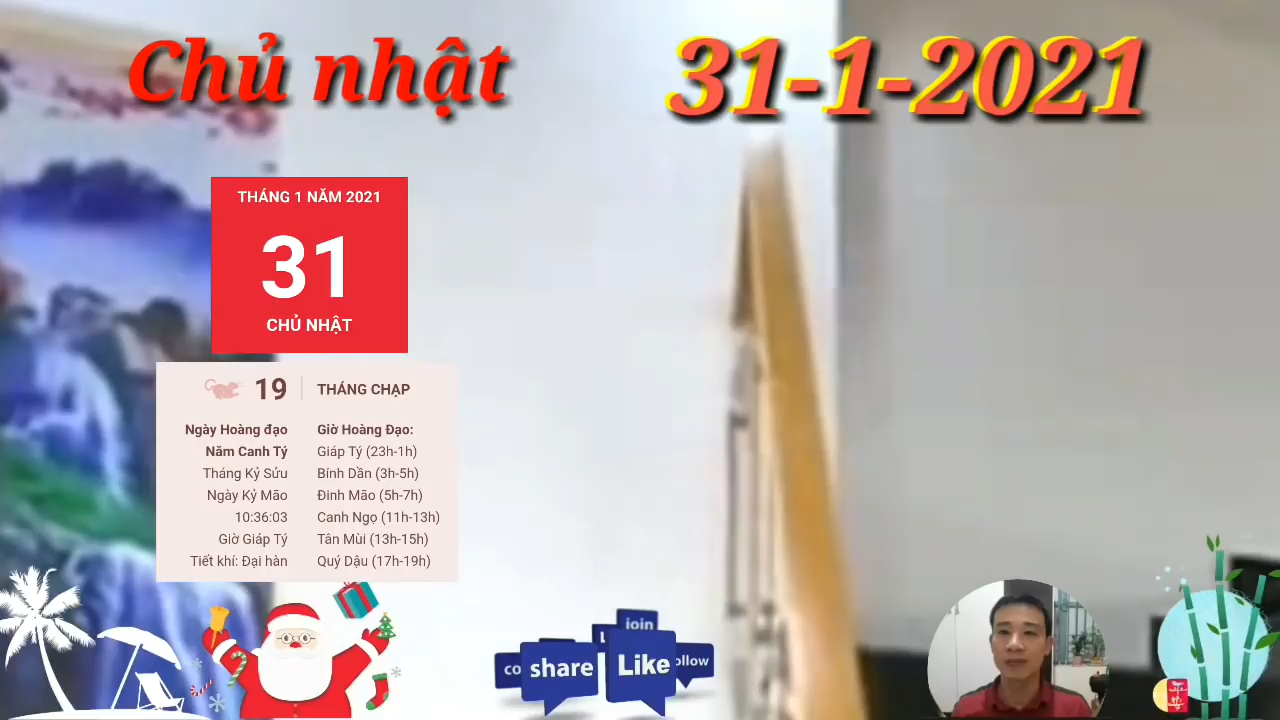 Chủ nhật 31-1-2021
THÁNG 1 NĂM 2021
31
CHỦ NHẬT
19 THÁNG CHẠP
Ngày Hoàng đạo
Năm Canh Tý
Tháng Kỷ Sửu
Ngày Kỷ Mão
10:36:03
Giờ Giáp Tý
Tiết khí: Đại hàn
Giờ Hoàng Đạo:
Giáp Tý (23h-1h)
Bính Dần (3h-5h)
Đinh Mão (5h-7h)
Canh Ngọ (11h-13h)
Tân Mùi (13h-15h)
Quý Dậu (17h-19h)
join
co share Like ollow